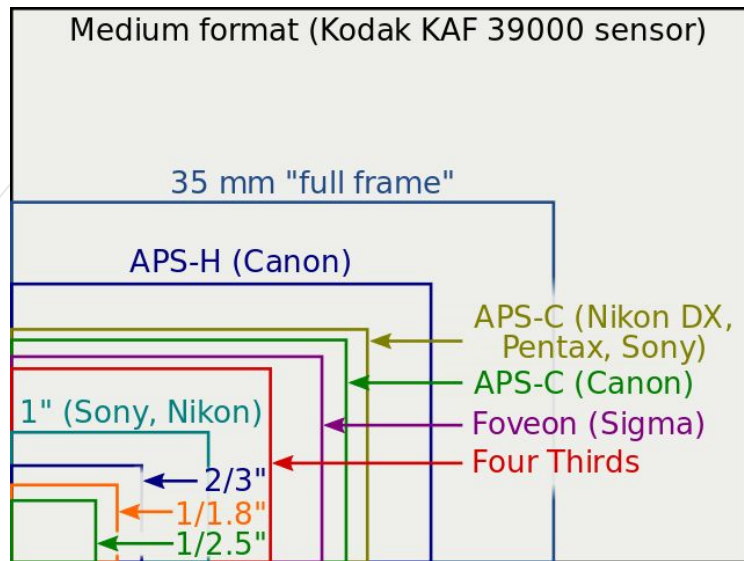 Medium format (Kodak KAF 39000 sensor)
35 mm "full frame"
APS-H (Canon)
APS-C (Nikon DX,
Pentax, Sony)
APS-C (Canon)
1" (Sony, Nikon)
Foveon (Sigma)
Four Thirds
2/3"
1/1.8"
1/2.5"